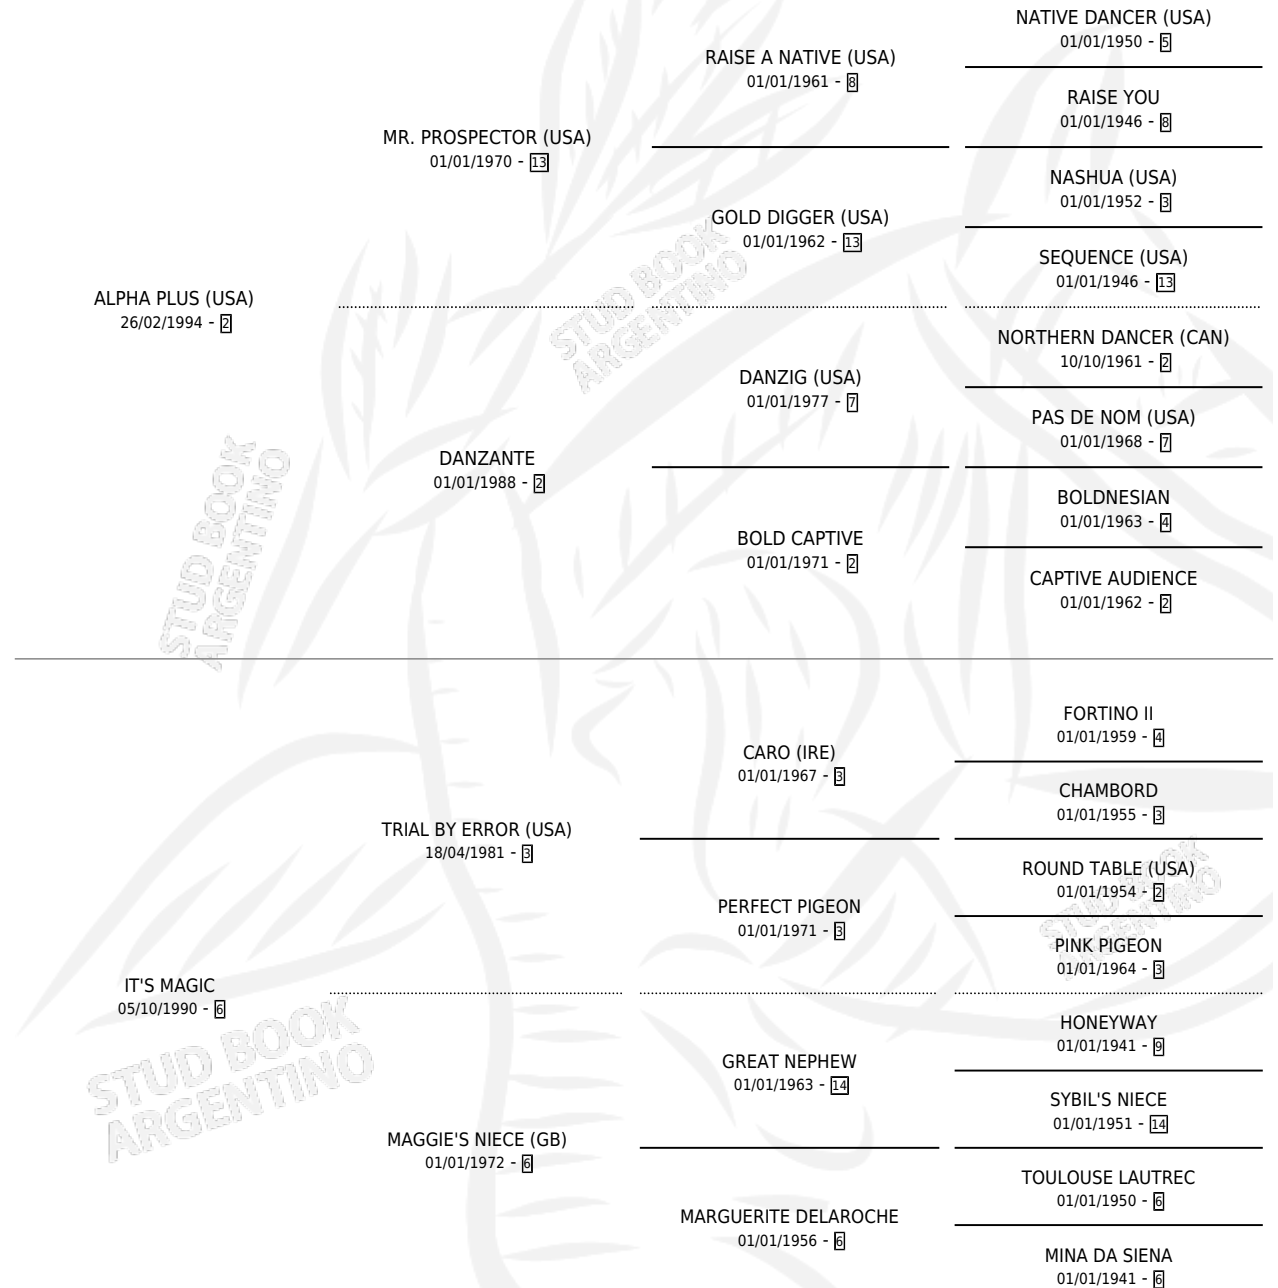 NATIVE DANCER (USA)
01/01/1950 - 5
RAISE A NATIVE (USA)
01/01/1961 - 8
RAISE YOU
01/01/1946 - 8
MR. PROSPECTOR (USA)
01/01/1970 - 13
NASHUA (USA)
01/01/1952 - 3
GOLD DIGGER (USA)
01/01/1962 - 13
SEQUENCE (USA)
01/01/1946 - 13
ALPHA PLUS (USA)
26/02/1994 - 2
STUD BOOK
ARGENTINO
NORTHERN DANCER (CAN)
10/10/1961 - 2
DANZIG (USA)
01/01/1977 - 7
PAS DE NOM (USA)
01/01/1968 - 7
DANZANTE
01/01/1988 - 2
STUD BOOK
ARGENTINO
BOLDNESIAN
01/01/1963 - 4
BOLD CAPTIVE
01/01/1971 - 2
CAPTIVE AUDIENCE
01/01/1962 - 2
FORTINO II
01/01/1959 - 4
CARO (IRE)
01/01/1967 - 3
CHAMBORD
01/01/1955 - 3
TRIAL BY ERROR (USA)
18/04/1981 - 3
ROUND TABLE (USA)
01/01/1954 - 2
PERFECT PIGEON
01/01/1971 - 3
STUD BOOK
ARGENTINO
PINK PIGEON
01/01/1964 - 3
IT'S MAGIC
05/10/1990 - 6
STUD BOOK
ARGENTINO
HONEYWAY
01/01/1941 - 9
GREAT NEPHEW
01/01/1963 - 14
SYBIL'S NIECE
01/01/1951 - 14
MAGGIE'S NIECE (GB)
01/01/1972 - 6
TOULOUSE LAUTREC
01/01/1950 - 6
MARGUERITE DELAROCHE
01/01/1956 - 6
MINA DA SIENA
01/01/1941 - 6